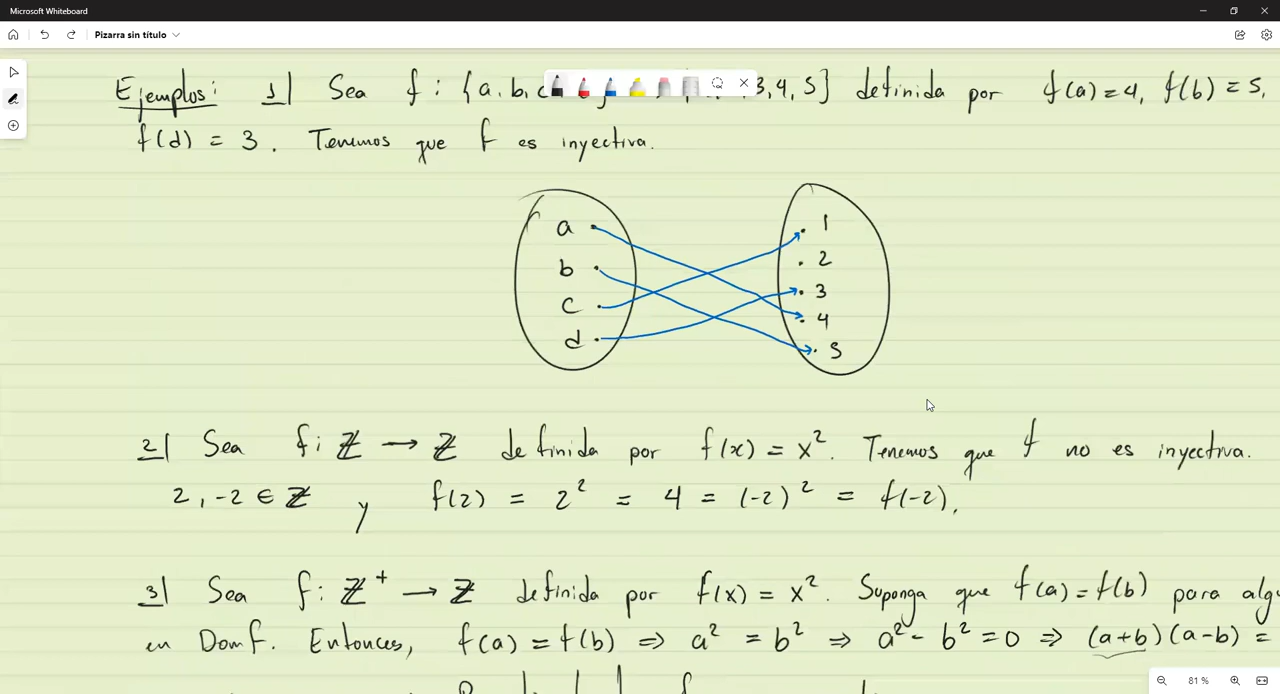 Microsoft Whiteboard
Pizarra sin título
Ejemplos: 1| Sea f: {a, b, c 3, 4, 5} definida por f(a) = 4, f(b) = 5,
f(d) = 3. Tenemos que f es inyectiva.
a
b
c
d
1
2
3
4
5
2| Sea f: ℤ → ℤ definida por f(x) = x². Tenemos que f no es inyectiva.
2, -2 ∈ ℤ y f(2) = 2² = 4 = (-2)² = f(-2).
3| Sea f: ℤ⁺ → ℤ definida por f(x) = x². Suponga que f(a) = f(b) para alg
en Dom f. Entonces, f(a) = f(b) ⇒ a² = b² ⇒ a² - b² = 0 ⇒ (a+b)(a-b) =
81 %